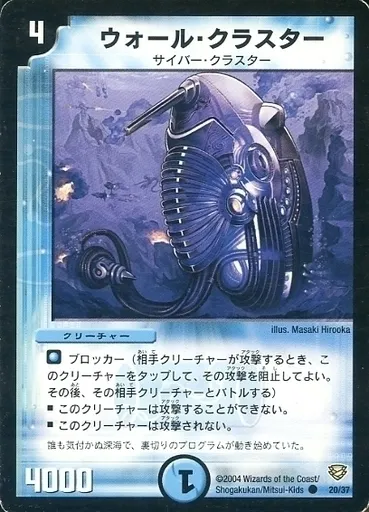 4
ウォール・クラスター
サイバー・クラスター
illus. Masaki Hirooka
クリーチャー
ブロッカー（相手クリーチャーが攻撃するとき、こ
のクリーチャーをタップして、その攻撃を阻止してよい。
その後、その相手クリーチャーとバトルする）
■ このクリーチャーは攻撃することができない。
■ このクリーチャーは攻撃されない。
誰も気付かぬ深海で、裏切りのプログラムが動き始めていた。
4000
1
©2004 Wizards of the Coast/
Shogakukan/Mitsui-Kids ● 20/37